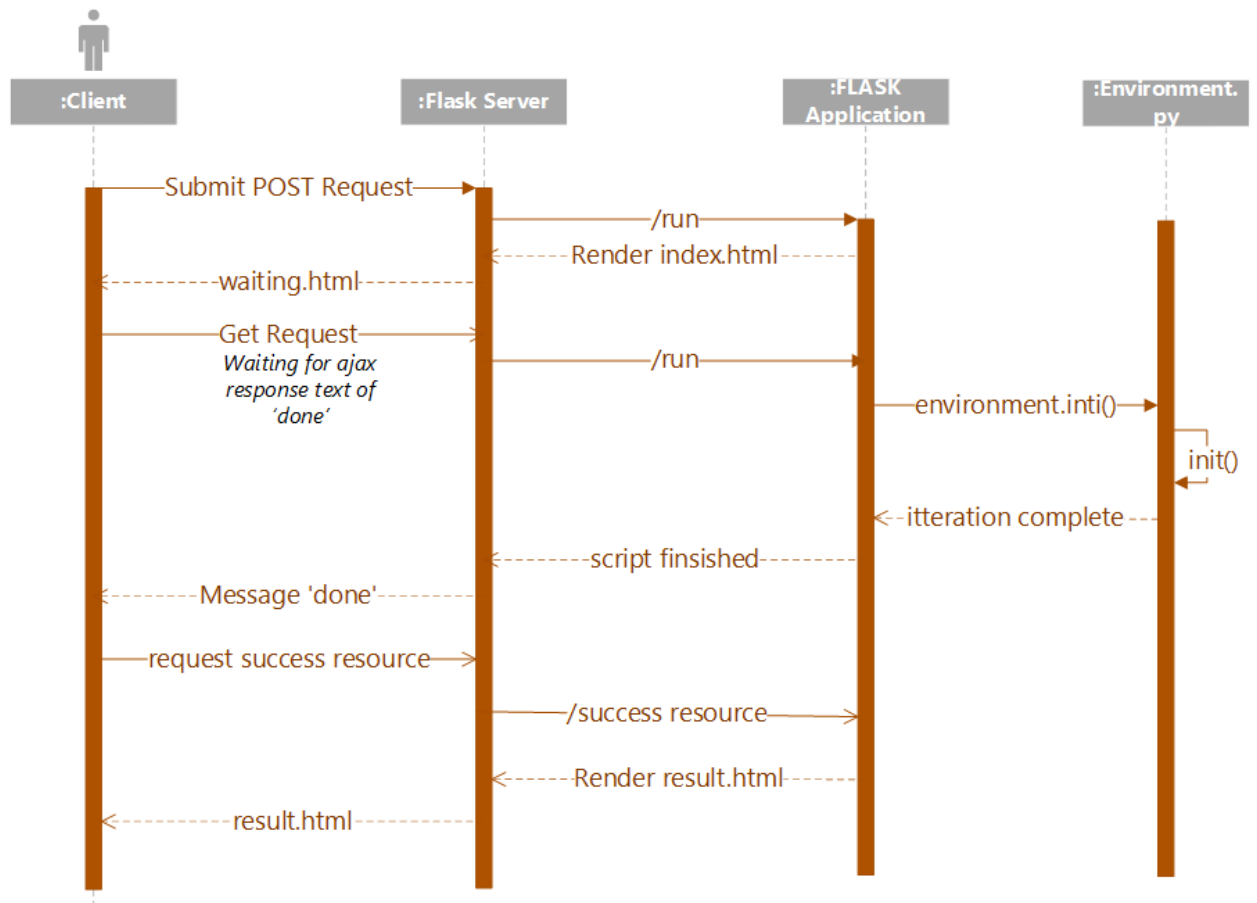 :Client
:Flask Server
:FLASK
Application
:Environment.
py
Submit POST Request
/run
Render index.html
waiting.html
Get Request
Waiting for ajax
response text of
‘done’
/run
environment.inti()
init()
itteration complete
script finsished
Message 'done'
request success resource
/success resource
Render result.html
result.html